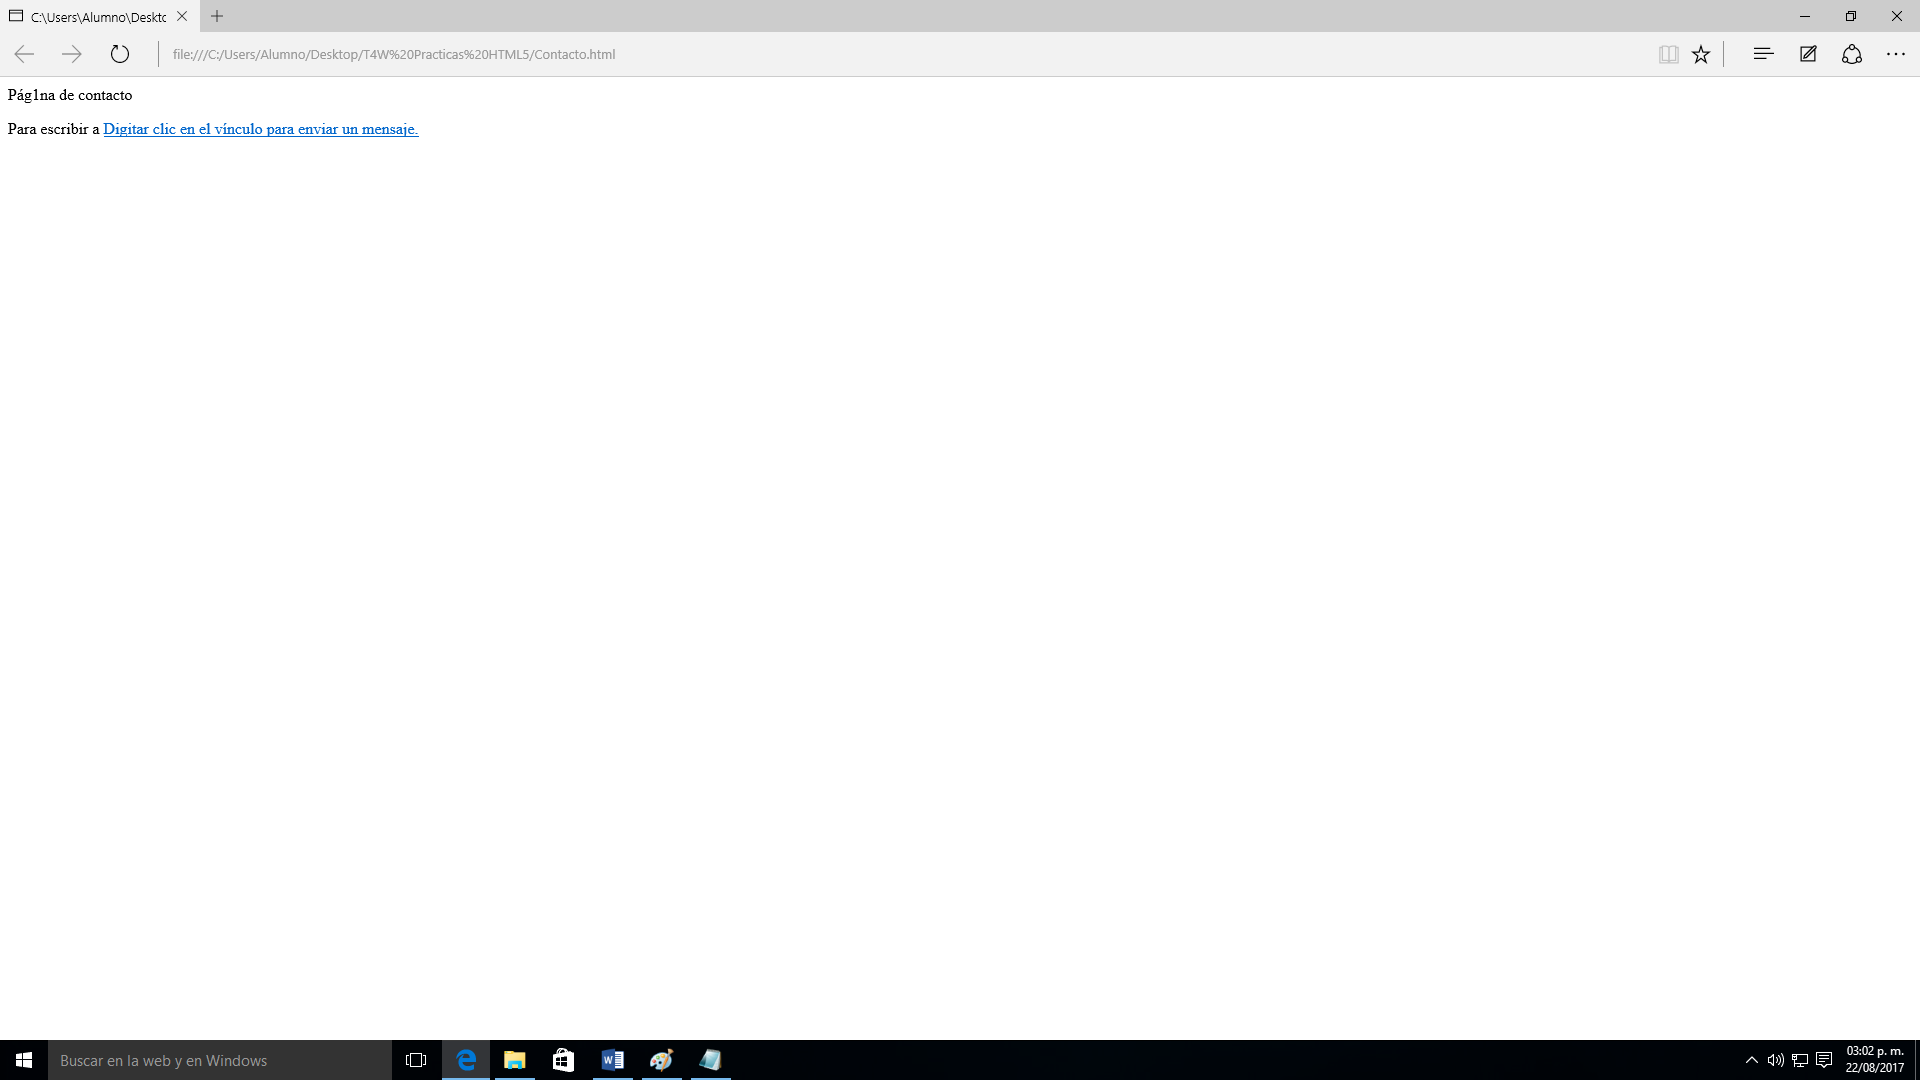 C:\Users\Alumno\Deskto
file:///C:/Users/Alumno/Desktop/T4W%20Practicas%20HTML5/Contacto.html
Pág1na de contacto
Para escribir a Digitar clic en el vínculo para enviar un mensaje.
Buscar en la web y en Windows
03:02 p. m.
22/08/2017